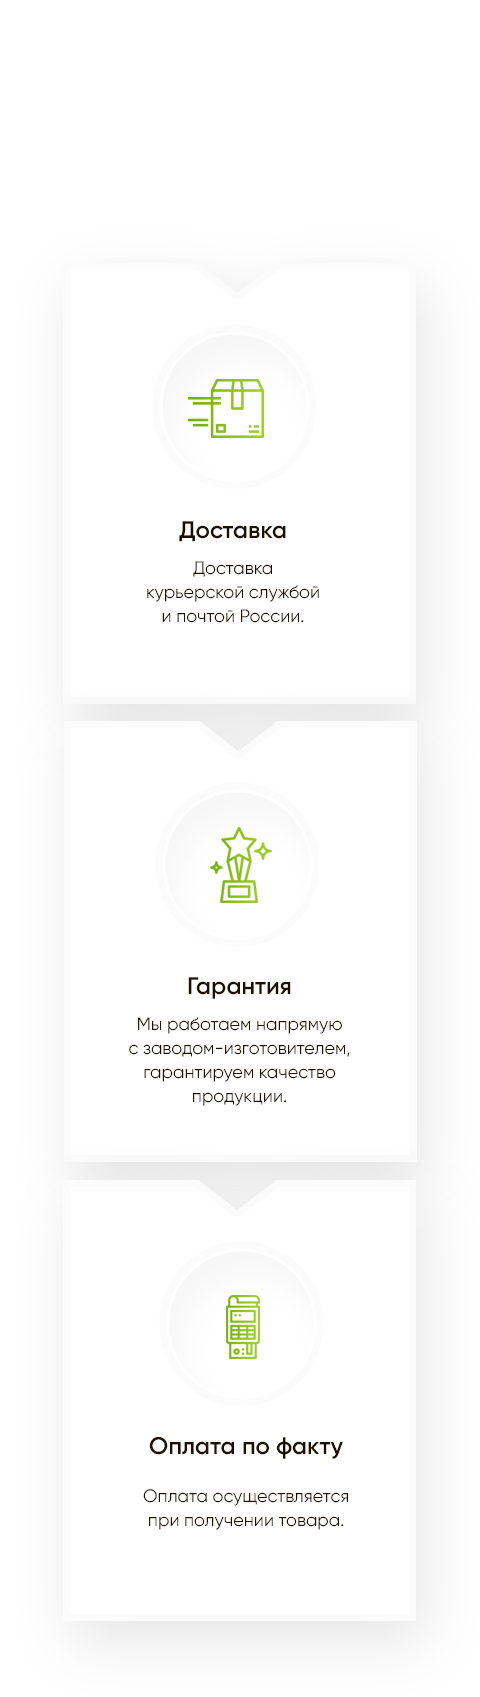 Доставка
Доставка
курьерской службой
и почтой России.
Гарантия
Мы работаем напрямую
с заводом-изготовителем,
гарантируем качество
продукции.
Оплата по факту
Оплата осуществляется
при получении товара.